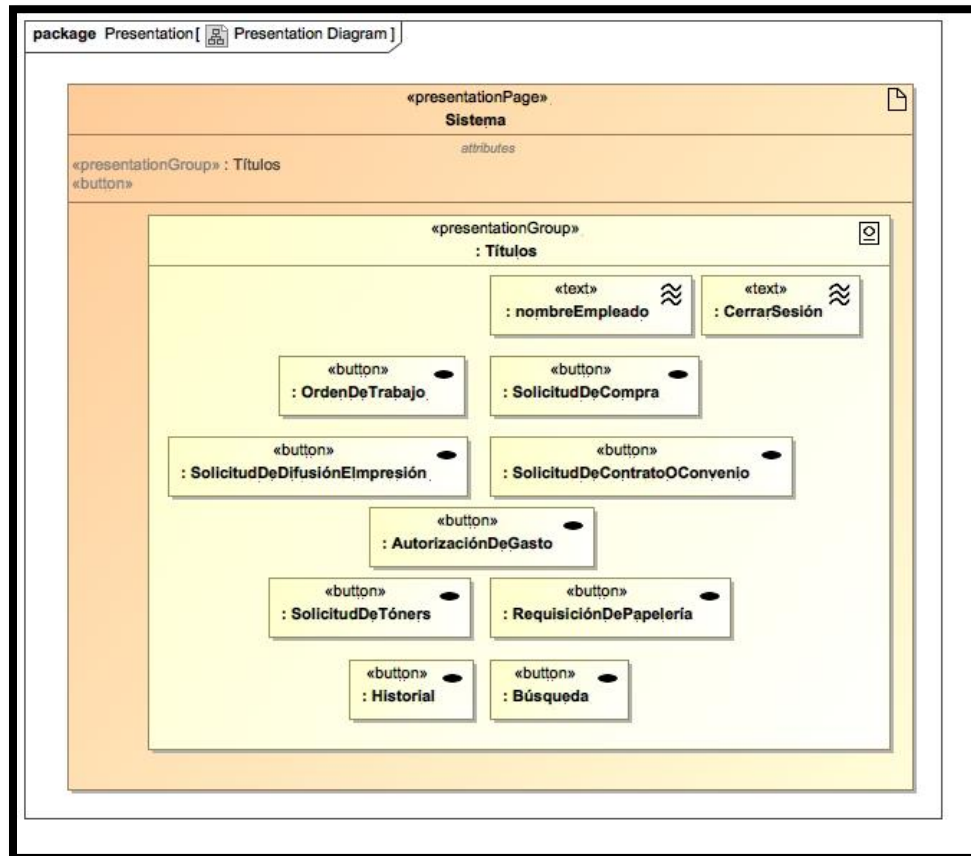 package Presentation [ Presentation Diagram ]
«presentationPage»
Sistema
attributes
«presentationGroup» : Títulos
«button»
«presentationGroup»
: Títulos
«text» «text»
: nombreEmpleado : CerrarSesión
«button» «button»
: OrdenDeTrabajo : SolicitudDeCompra
«button» «button»
: SolicitudDeDifusiónEImpresión : SolicitudDeContratoOConvenio
«button»
: AutorizaciónDeGasto
«button» «button»
: SolicitudDeTóners : RequisiciónDePapelería
«button» «button»
: Historial : Búsqueda